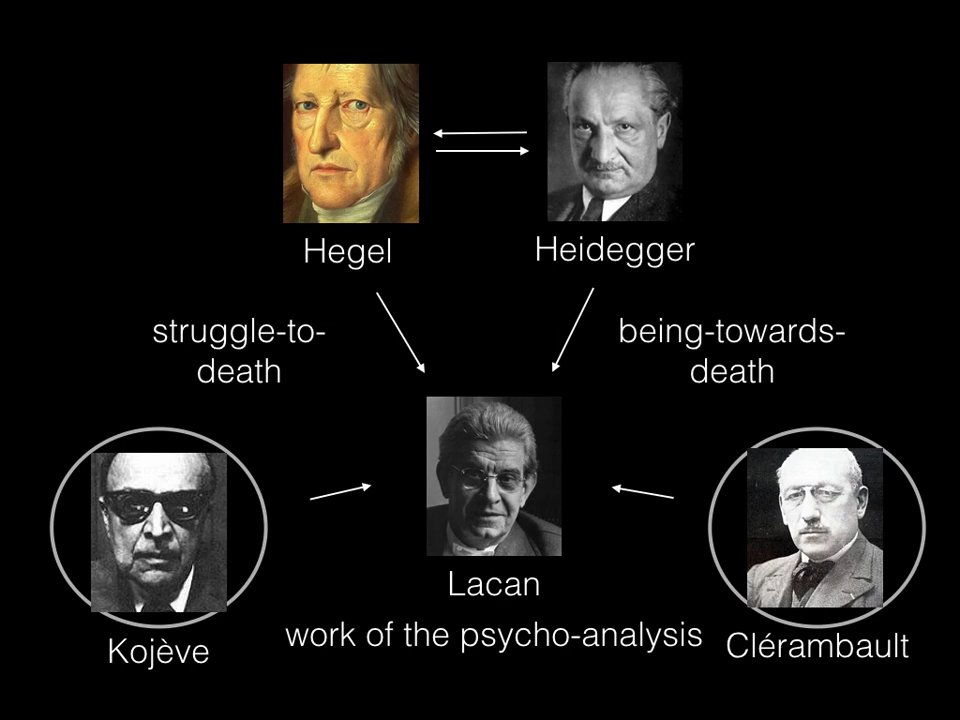 Hegel
Heidegger
struggle-to-
death
being-towards-
death
Lacan
work of the psycho-analysis
Kojève
Clérambault